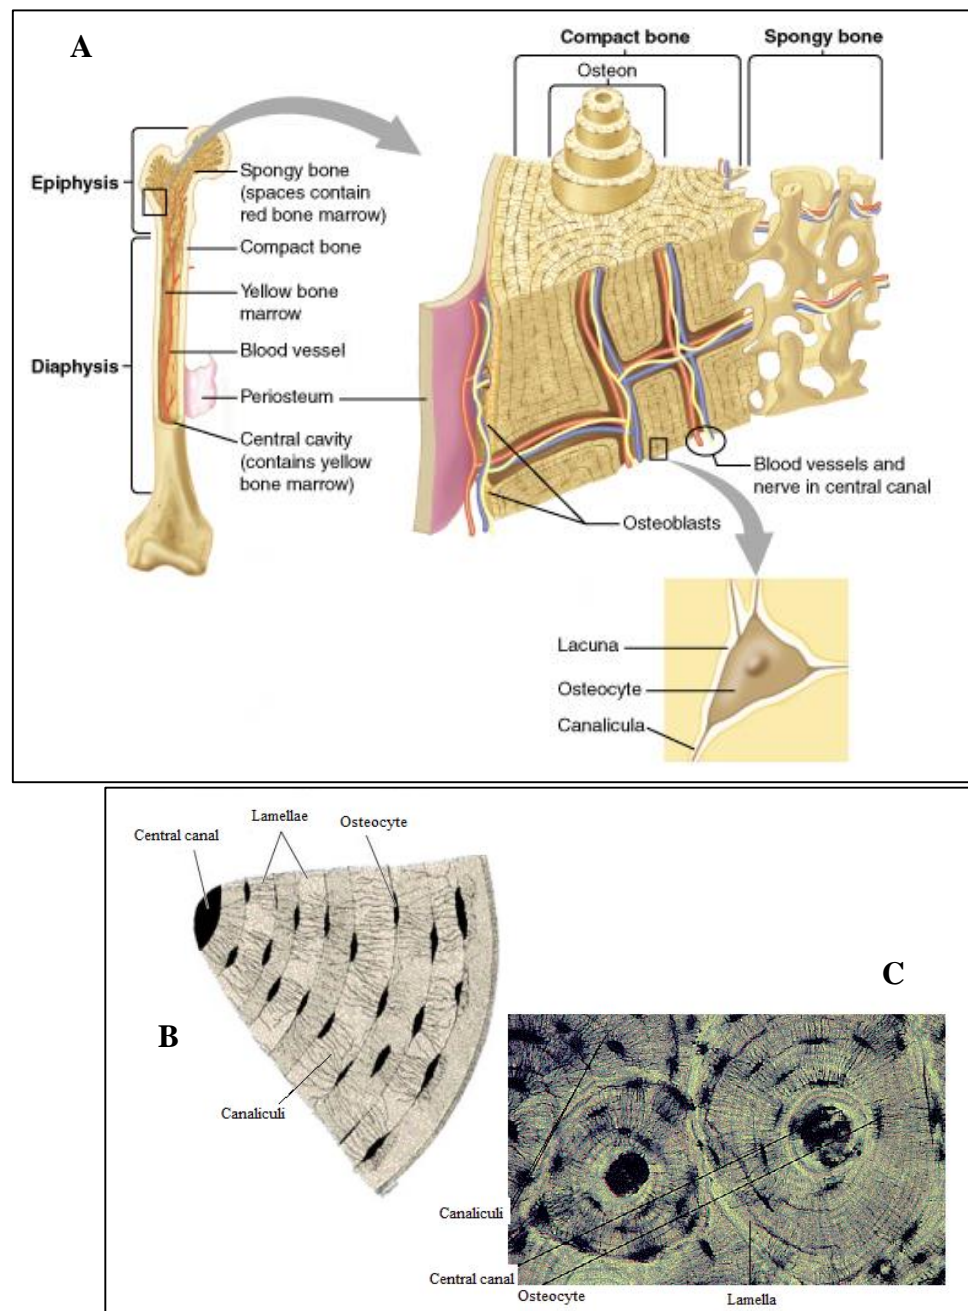 A
Compact bone
Spongy bone
Osteon
Epiphysis
Spongy bone
(spaces contain
red bone marrow)
Compact bone
Yellow bone
marrow
Blood vessel
Diaphysis
Periosteum
Central cavity
(contains yellow
bone marrow)
Blood vessels and
nerve in central canal
Osteoblasts
Lacuna
Osteocyte
Canalicula
Central canal
Lamellae
Osteocyte
B
Canaliculi
C
Canaliculi
Central canal
Osteocyte
Lamella